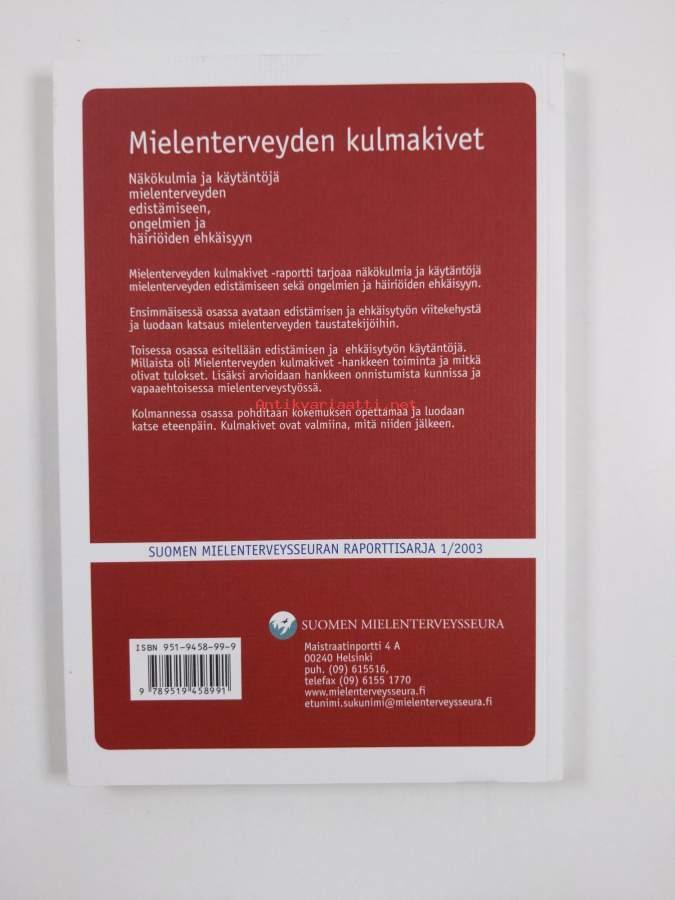 Mielenterveyden kulmakivet
Näkökulmia ja käytäntöjä
mielenterveyden
edistämiseen,
ongelmien ja
häiriöiden ehkäisyyn
Mielenterveyden kulmakivet -raportti tarjoaa näkökulmia ja käytäntöjä
mielenterveyden edistämiseen sekä ongelmien ja häiriöiden ehkäisyyn.
Ensimmäisessä osassa avataan edistämisen ja ehkäisytyön viitekehystä
ja luodaan katsaus mielenterveyden taustatekijöihin.
Toisessa osassa esitellään edistämisen ja ehkäisytyön käytäntöjä.
Millaista oli Mielenterveyden kulmakivet -hankkeen toiminta ja mitkä
olivat tulokset. Lisäksi arvioidaan hankkeen onnistumista kunnissa ja
vapaaehtoisessa mielenterveystyössä.
Antikvariaatti.net
Kolmannessa osassa pohditaan kokemuksen opettamaa ja luodaan
katse eteenpäin. Kulmakivet ovat valmiina, mitä niiden jälkeen.
SUOMEN MIELENTERVEYSSEURAN RAPORTTISARJA 1/2003
SUOMEN MIELENTERVEYSSEURA
Maistraatinportti 4 A
00240 Helsinki
puh. (09) 615516,
telefax (09) 6155 1770
www.mielenterveysseura.fi
etunimi.sukunimi@mielenterveysseura.fi
ISBN 951-9458-99-9
9 789519 458991